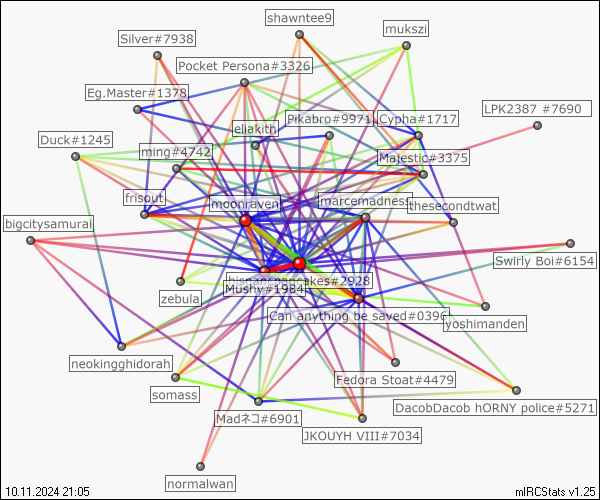 shawntee9
mukszi
Silver#7938
Pocket Persona#3326
Eg.Master#1378
LPK2387 #7690
Pikabro#9971
Cypha#1717
eliakith
Duck#1245
ming#4742
Majestic#3375
frisout
moonraven
marcemadness
thesecondtwat
bigcitysamurai
Swirly Boi#6154
pancakes#2928
Mushy#1984
zebula
Can anything be saved#0396
yoshimanden
neokingghidorah
Fedora Stoat#4479
somass
DacobDacob hORNY police#5271
Madネコ#6901
JKOUYH VIII#7034
normalwan
10.11.2024 21:05
mIRCStats v1.25